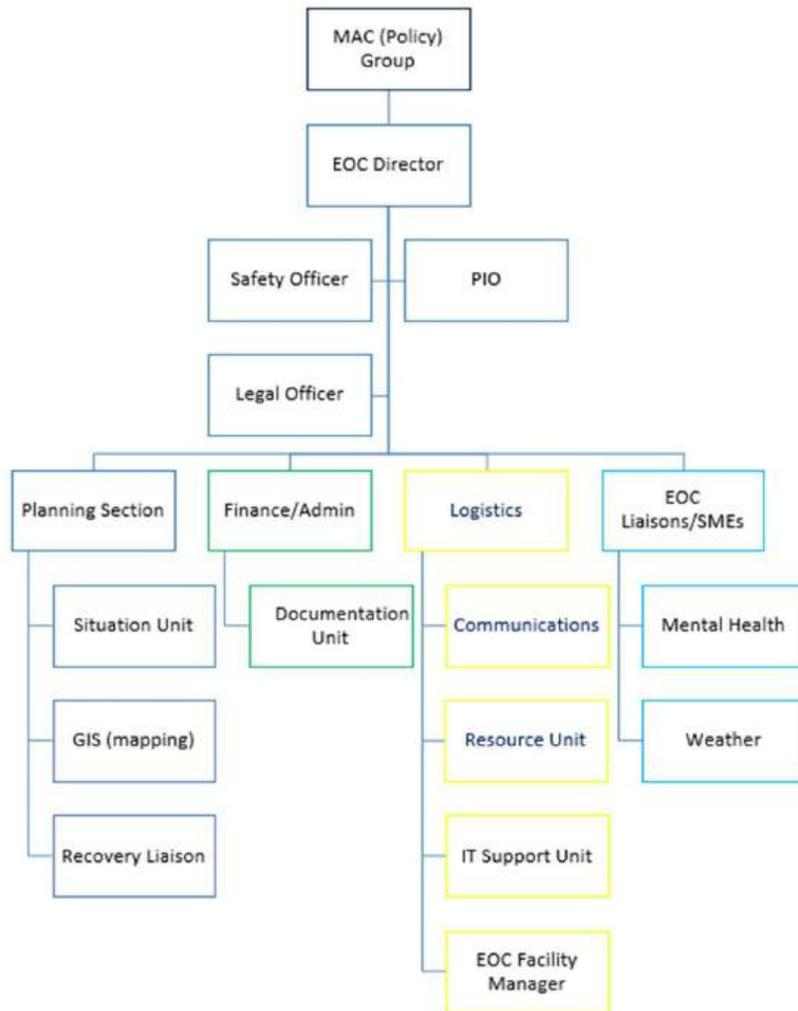 MAC (Policy)
Group
EOC Director
Safety Officer
PIO
Legal Officer
Planning Section
Finance/Admin
Logistics
EOC
Liaisons/SMEs
Situation Unit
Documentation
Unit
Communications
Mental Health
GIS (mapping)
Resource Unit
Weather
Recovery Liaison
IT Support Unit
EOC Facility
Manager